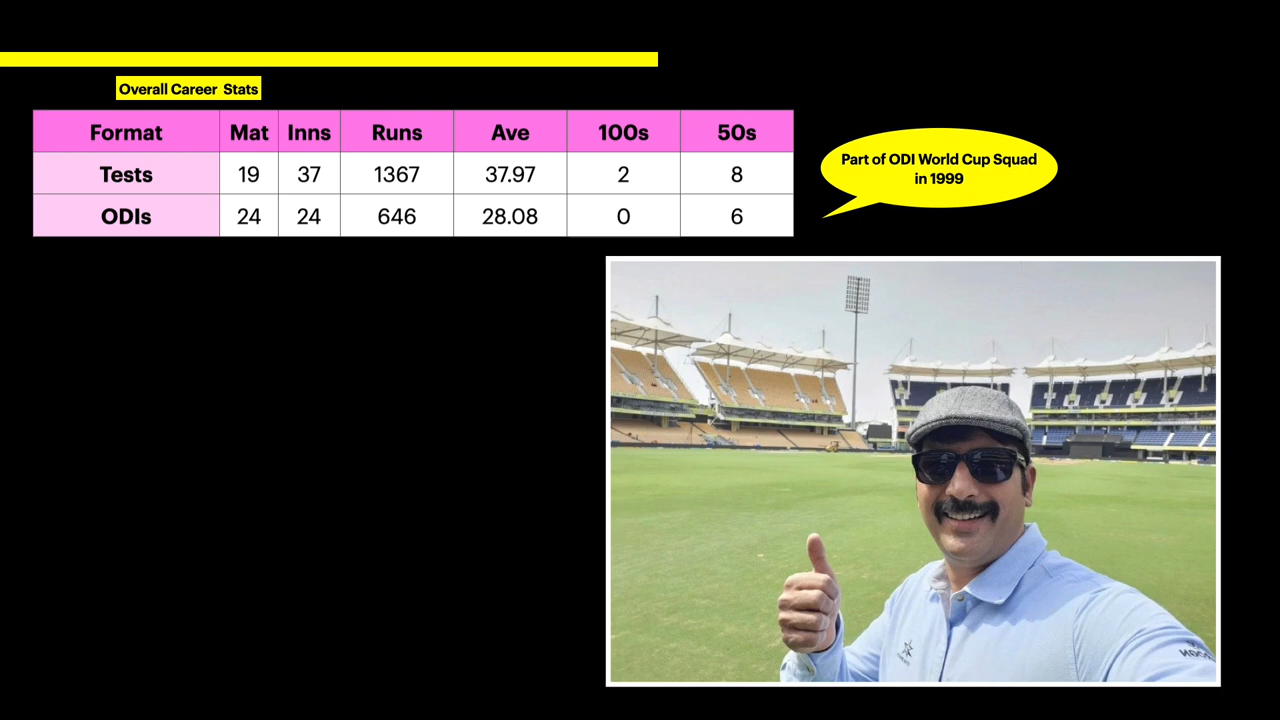 Overall Career Stats
Format Mat Inns Runs Ave 100s 50s
Tests 19 37 1367 37.97 2 8
ODIs 24 24 646 28.08 0 6
Part of ODI World Cup Squad
in 1999